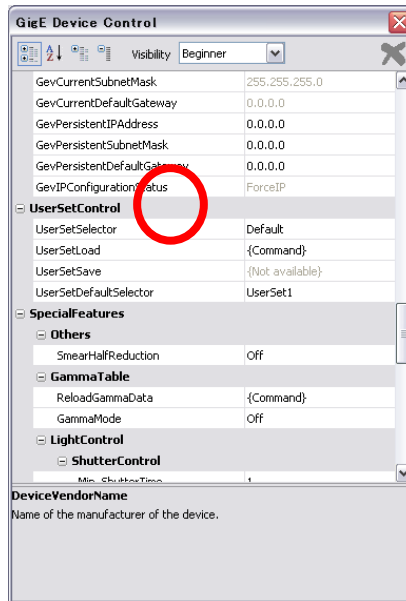 GigE Device Control
Visibility Beginner
GevCurrentSubnetMask 255.255.255.0
GevCurrentDefaultGateway 0.0.0.0
GevPersistentIPAddress 0.0.0.0
GevPersistentSubnetMask 0.0.0.0
GevPersistentDefaultGateway 0.0.0.0
GevIPConfigurationStatus ForceIP
UserSetControl
UserSetSelector Default
UserSetLoad {Command}
UserSetSave {Not available}
UserSetDefaultSelector UserSet1
SpecialFeatures
Others
SmearHalfReduction Off
GammaTable
ReloadGammaData {Command}
GammaMode Off
LightControl
ShutterControl
Min ShutterTime 1
DeviceVendorName
Name of the manufacturer of the device.